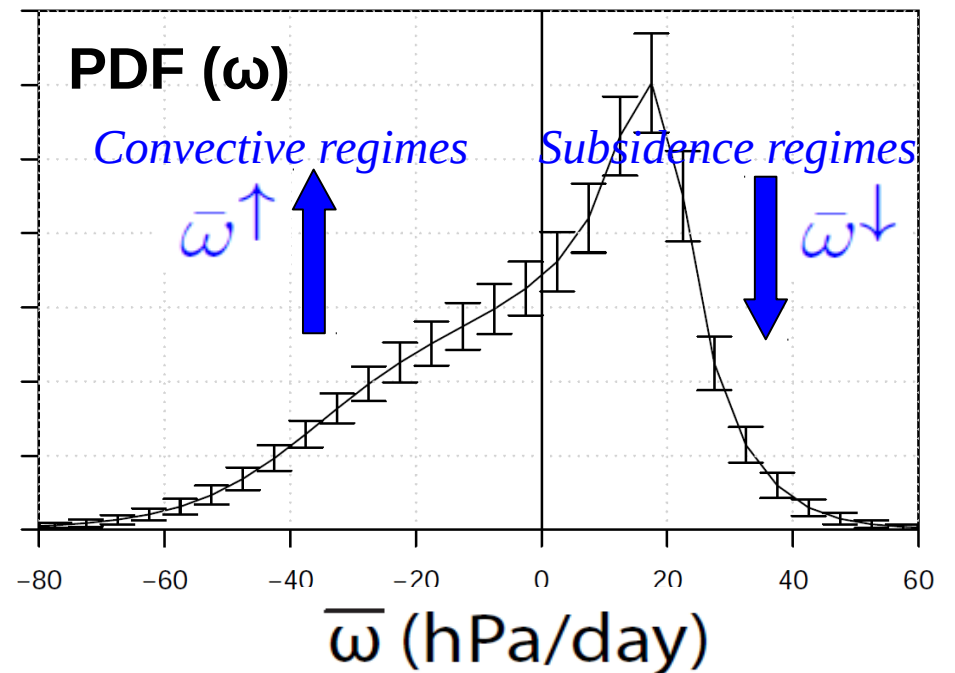 PDF (ω)
Convective regimes
Subsidence regimes
ω̅↑
ω̅↓
−80 −60 −40 −20 0 20 40 60
ω̅ (hPa/day)